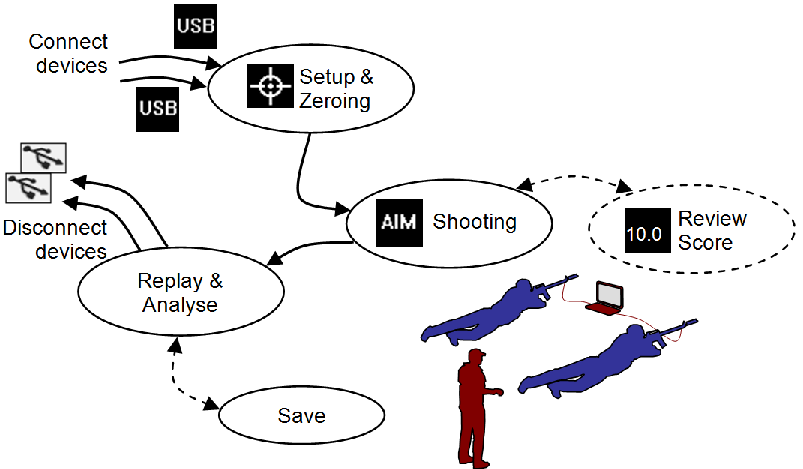 USB
Connect
devices
USB
Setup &
Zeroing
AIM Shooting
10.0
Review
Score
Disconnect
devices
Replay &
Analyse
Save